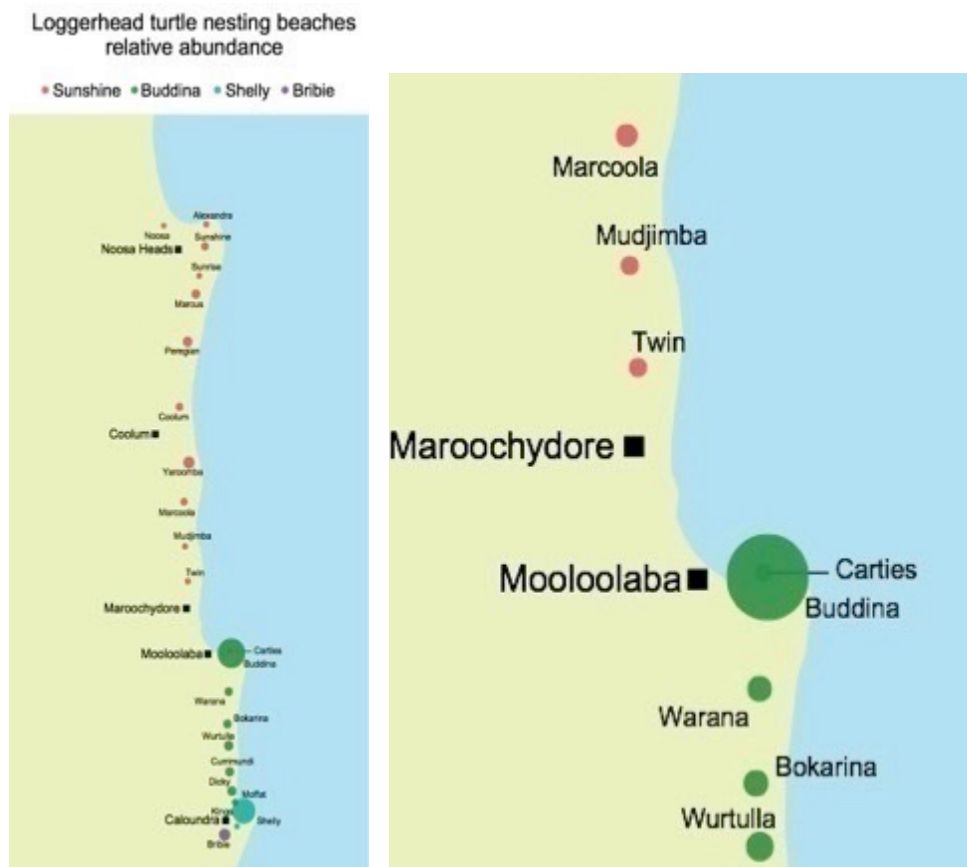 Loggerhead turtle nesting beaches
relative abundance
Sunshine Buddina Shelly Bribie
Alexandra
Noosa
Sunshine
Noosa Heads
Sunrise
Marcus
Peregian
Coolum
Coolum
Yaroomba
Marcoola
Mudjimba
Twin
Maroochydore
Mooloolaba
Carties
Buddina
Warana
Bokarina
Wurtulla
Currimundi
Dicky
Moffat
Kings
Caloundra
Shelly
Bribie
Marcoola
Mudjimba
Twin
Maroochydore
Mooloolaba
Carties
Buddina
Warana
Bokarina
Wurtulla